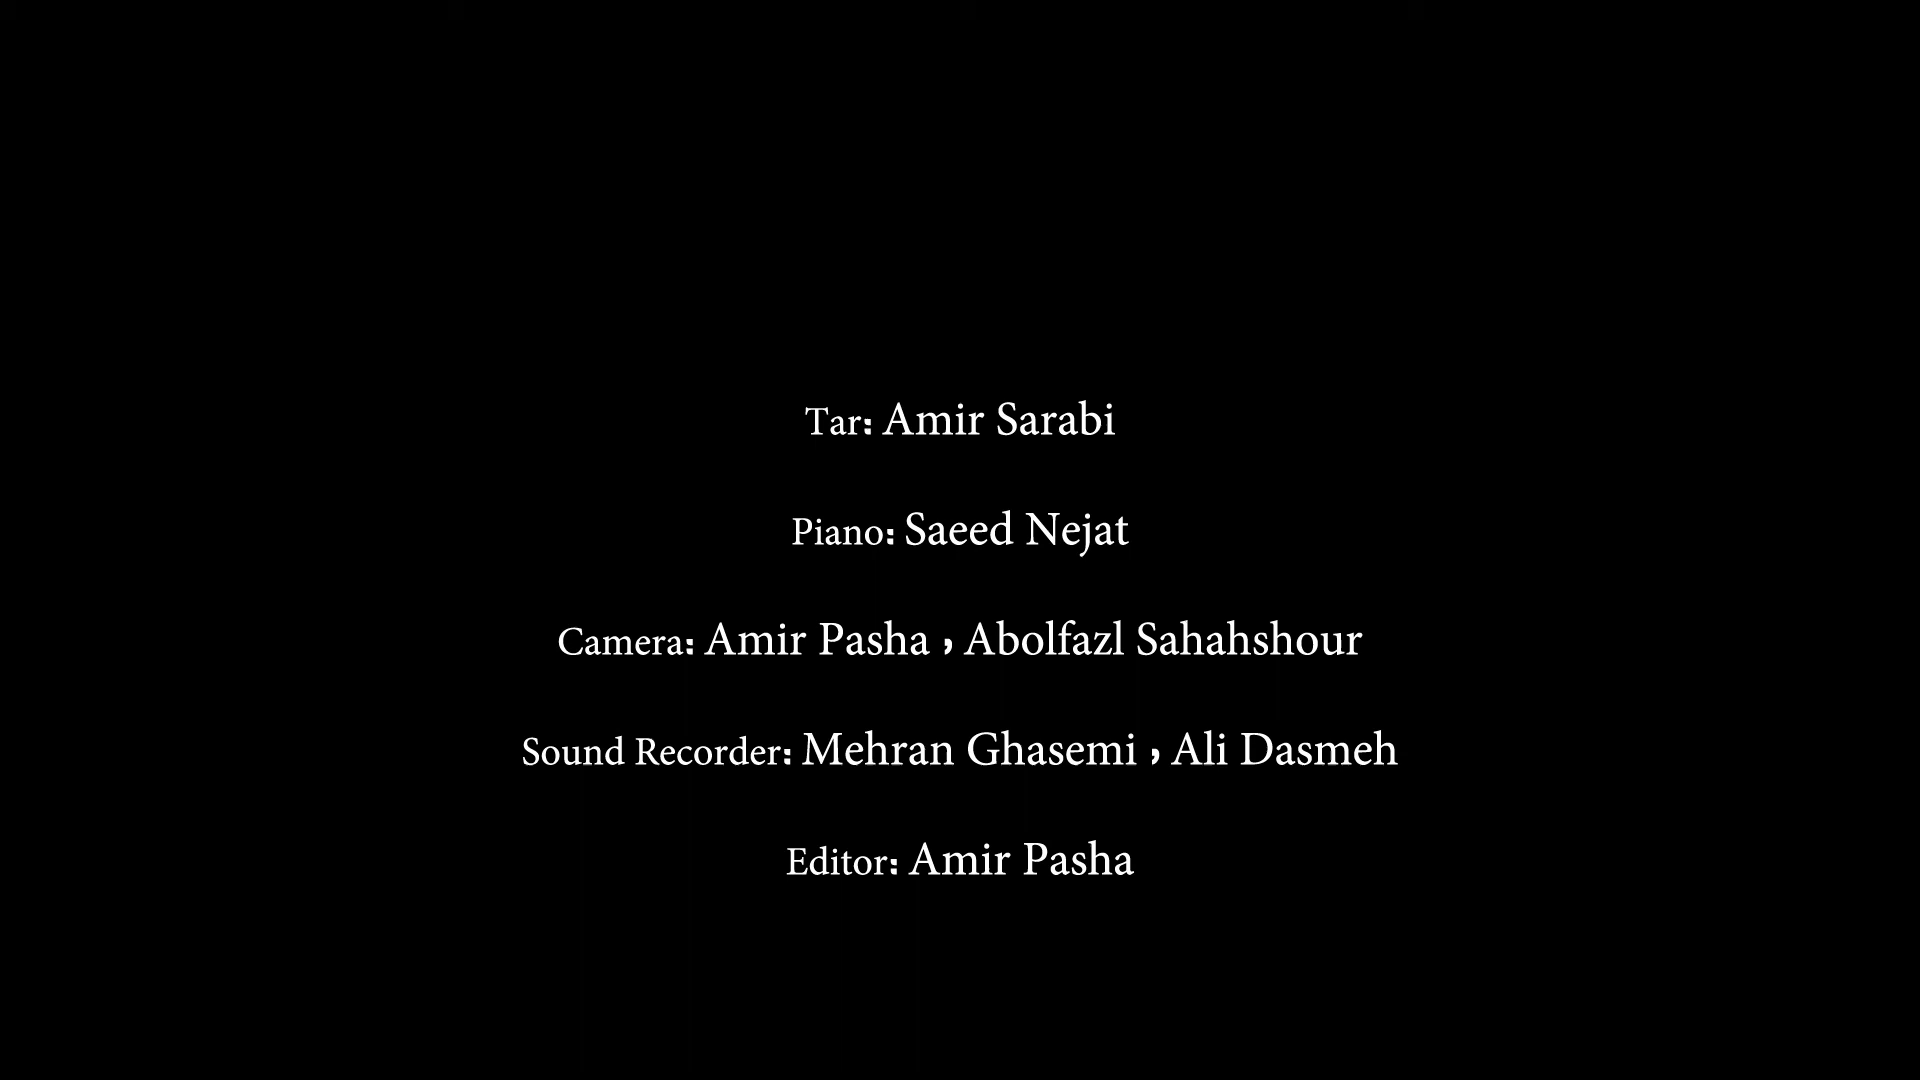 Tar: Amir Sarabi
Piano: Saeed Nejat
Camera: Amir Pasha , Abolfazl Sahahshour
Sound Recorder: Mehran Ghasemi , Ali Dasmeh
Editor: Amir Pasha